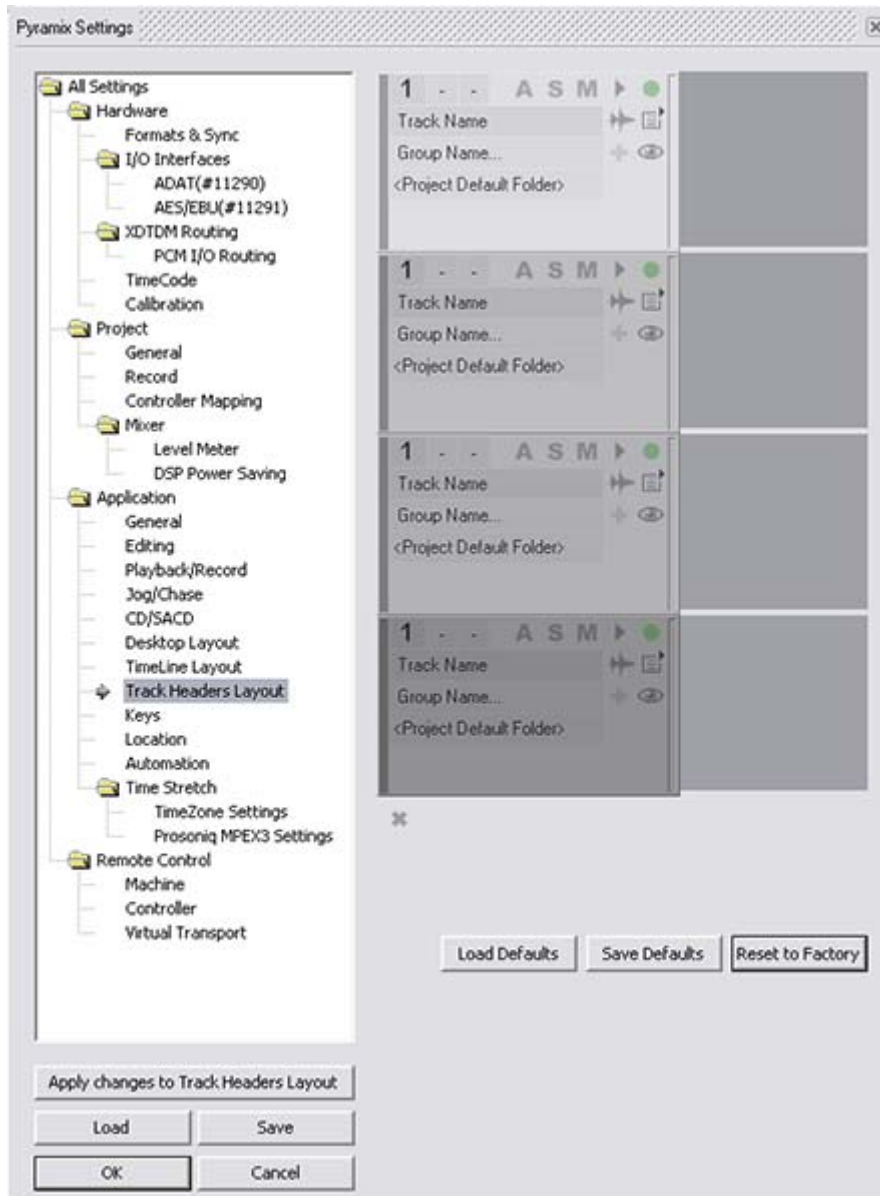 Pyramix Settings
All Settings
Hardware
Formats & Sync
I/O Interfaces
ADAT(#11290)
AES/EBU(#11291)
XDTDM Routing
PCM I/O Routing
TimeCode
Calibration
Project
General
Record
Controller Mapping
Mixer
Level Meter
DSP Power Saving
Application
General
Editing
Playback/Record
Jog/Chase
CD/SACD
Desktop Layout
TimeLine Layout
Track Headers Layout
Keys
Location
Automation
Time Stretch
TimeZone Settings
Prosoniq MPEX3 Settings
Remote Control
Machine
Controller
Virtual Transport
1 - - A S M
Track Name
Group Name...
<Project Default Folder>
1 - - A S M
Track Name
Group Name...
<Project Default Folder>
1 - - A S M
Track Name
Group Name...
<Project Default Folder>
1 - - A S M
Track Name
Group Name...
<Project Default Folder>
Load Defaults Save Defaults Reset to Factory
Apply changes to Track Headers Layout
Load Save
OK Cancel